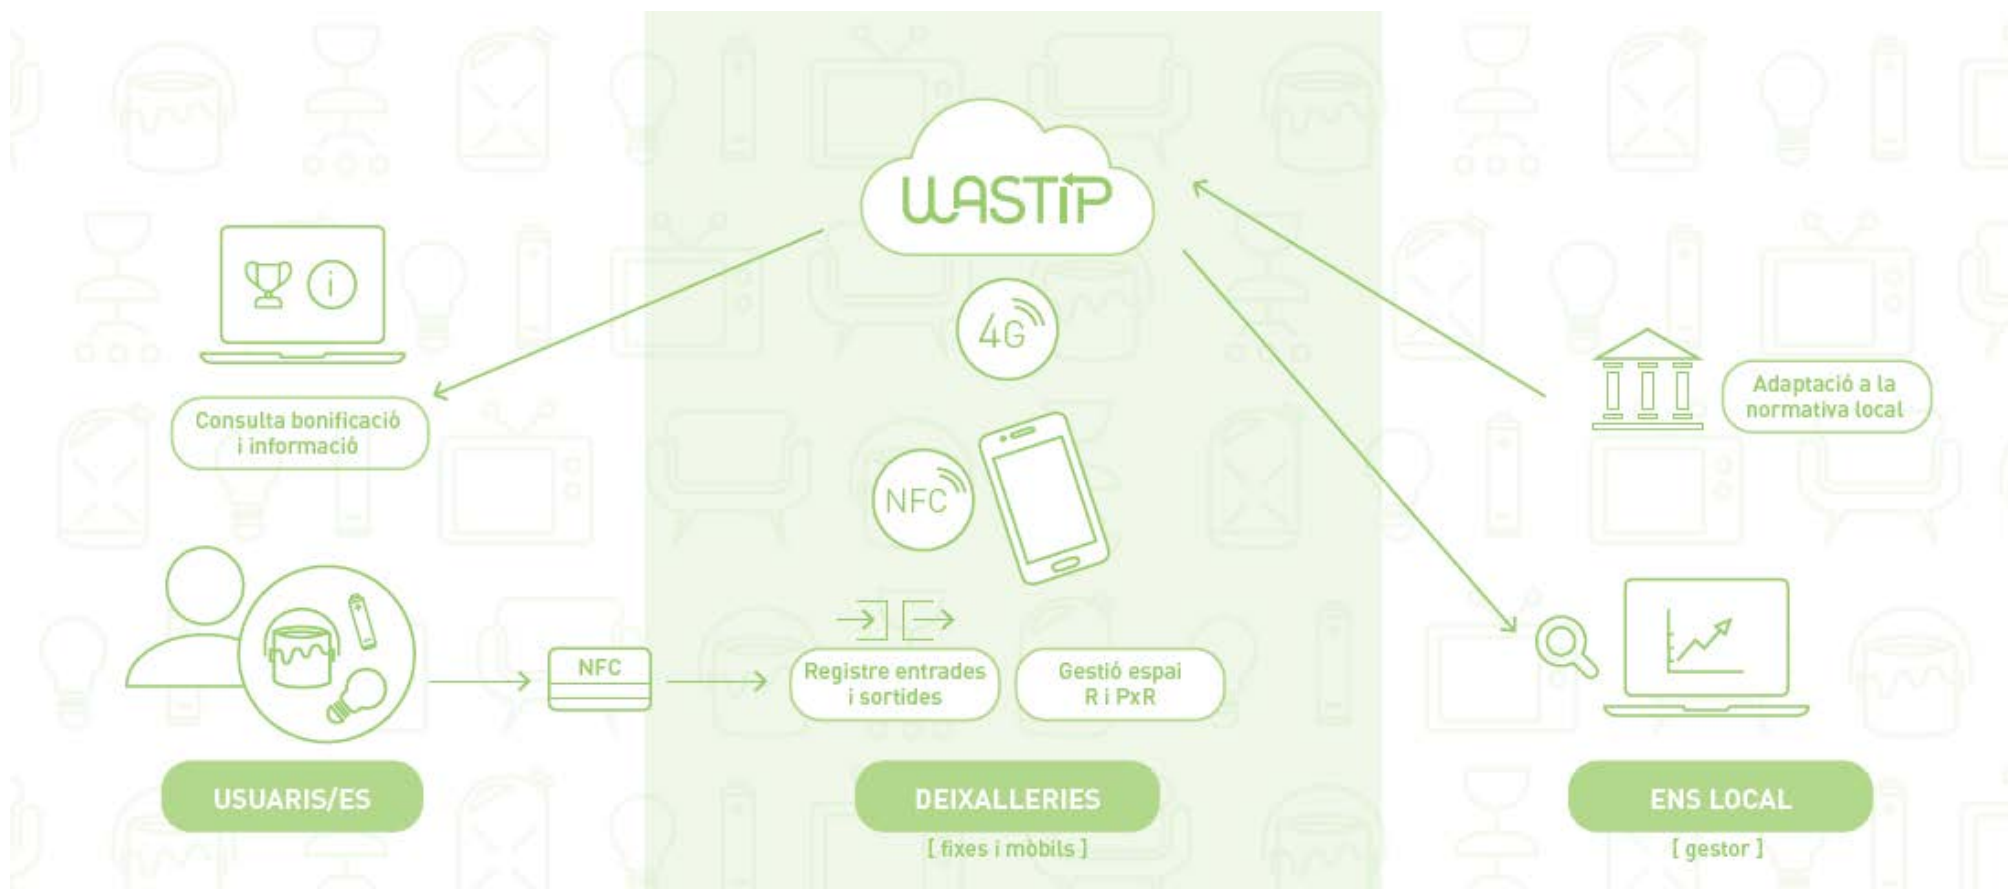 WASTIP
4G
Consulta bonificació
i informació
Adaptació a la
normativa local
NFC
NFC
Registre entrades
i sortides
Gestió espai
R i PxR
USUARIS/ES
DEIXALLERIES
[ fixes i mòbils ]
ENS LOCAL
[ gestor ]